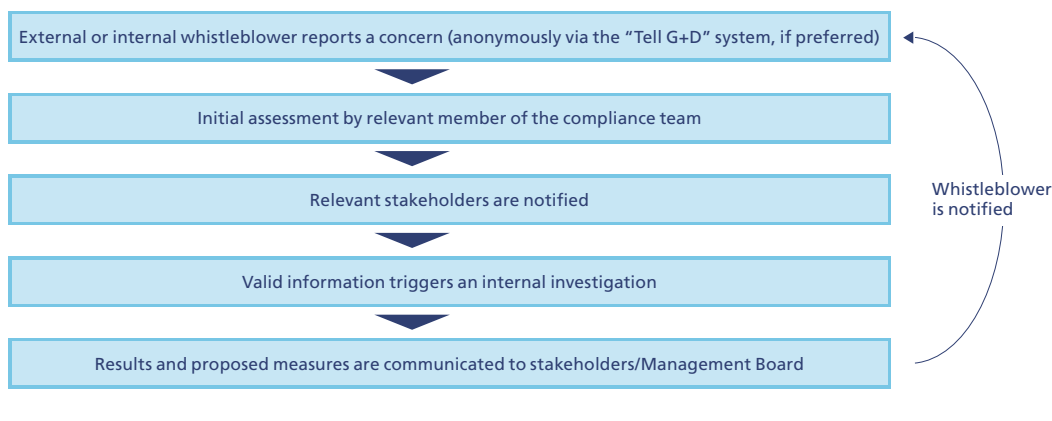 External or internal whistleblower reports a concern (anonymously via the “Tell G+D” system, if preferred)
Initial assessment by relevant member of the compliance team
Relevant stakeholders are notified
Valid information triggers an internal investigation
Results and proposed measures are communicated to stakeholders/Management Board
Whistleblower
is notified